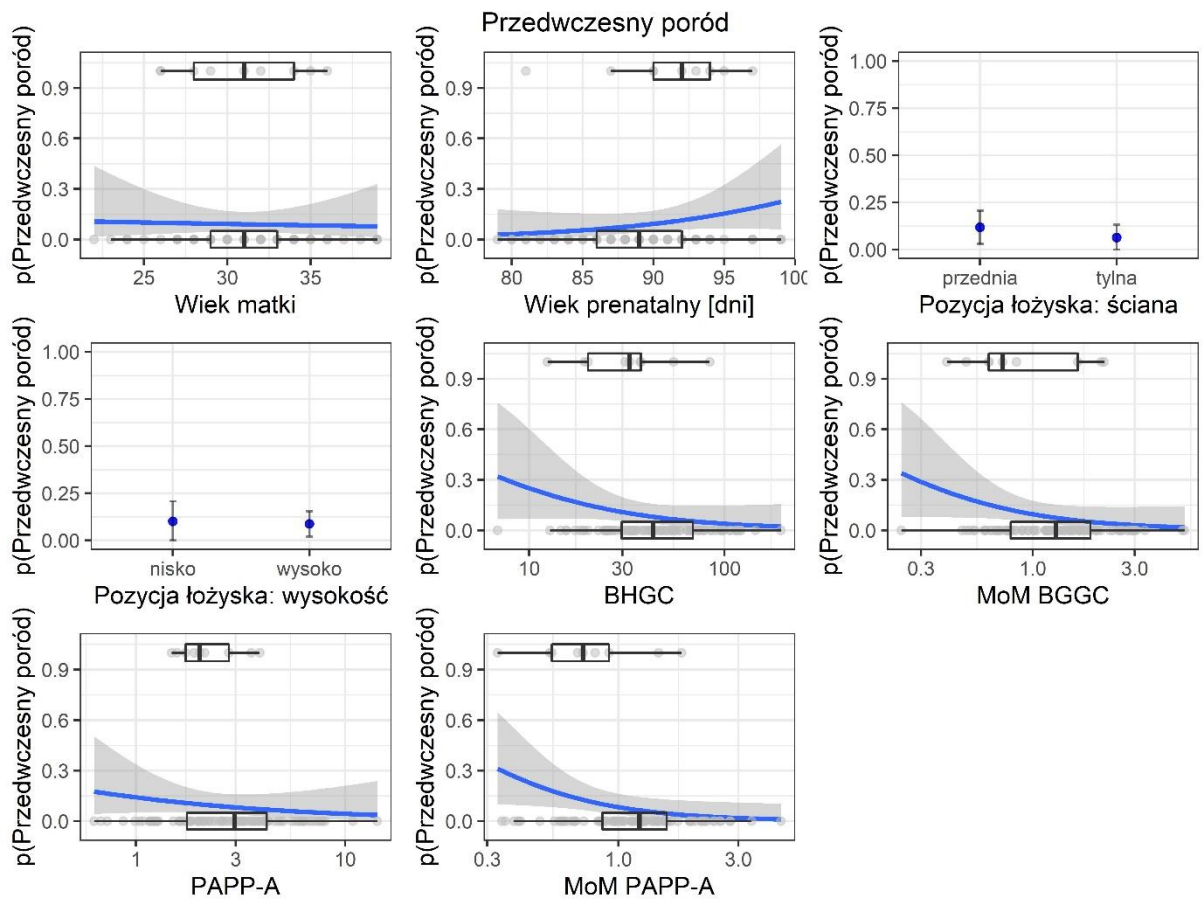 Przedwczesny poród
p(Przedwczesny poród)
0.9
0.6
0.3
0.0
25
30
35
Wiek matki
p(Przedwczesny poród)
0.9
0.6
0.3
0.0
80
85
90
95
100
Wiek prenatalny [dni]
p(Przedwczesny poród)
1.00
0.75
0.50
0.25
0.00
przednia
tylna
Pozycja łożyska: ściana
p(Przedwczesny poród)
1.00
0.75
0.50
0.25
0.00
nisko
wysoko
Pozycja łożyska: wysokość
p(Przedwczesny poród)
0.9
0.6
0.3
0.0
10
30
100
BHGC
p(Przedwczesny poród)
0.9
0.6
0.3
0.0
0.3
1.0
3.0
MoM BGGC
p(Przedwczesny poród)
0.9
0.6
0.3
0.0
1
3
10
PAPP-A
p(Przedwczesny poród)
0.9
0.6
0.3
0.0
0.3
1.0
3.0
MoM PAPP-A